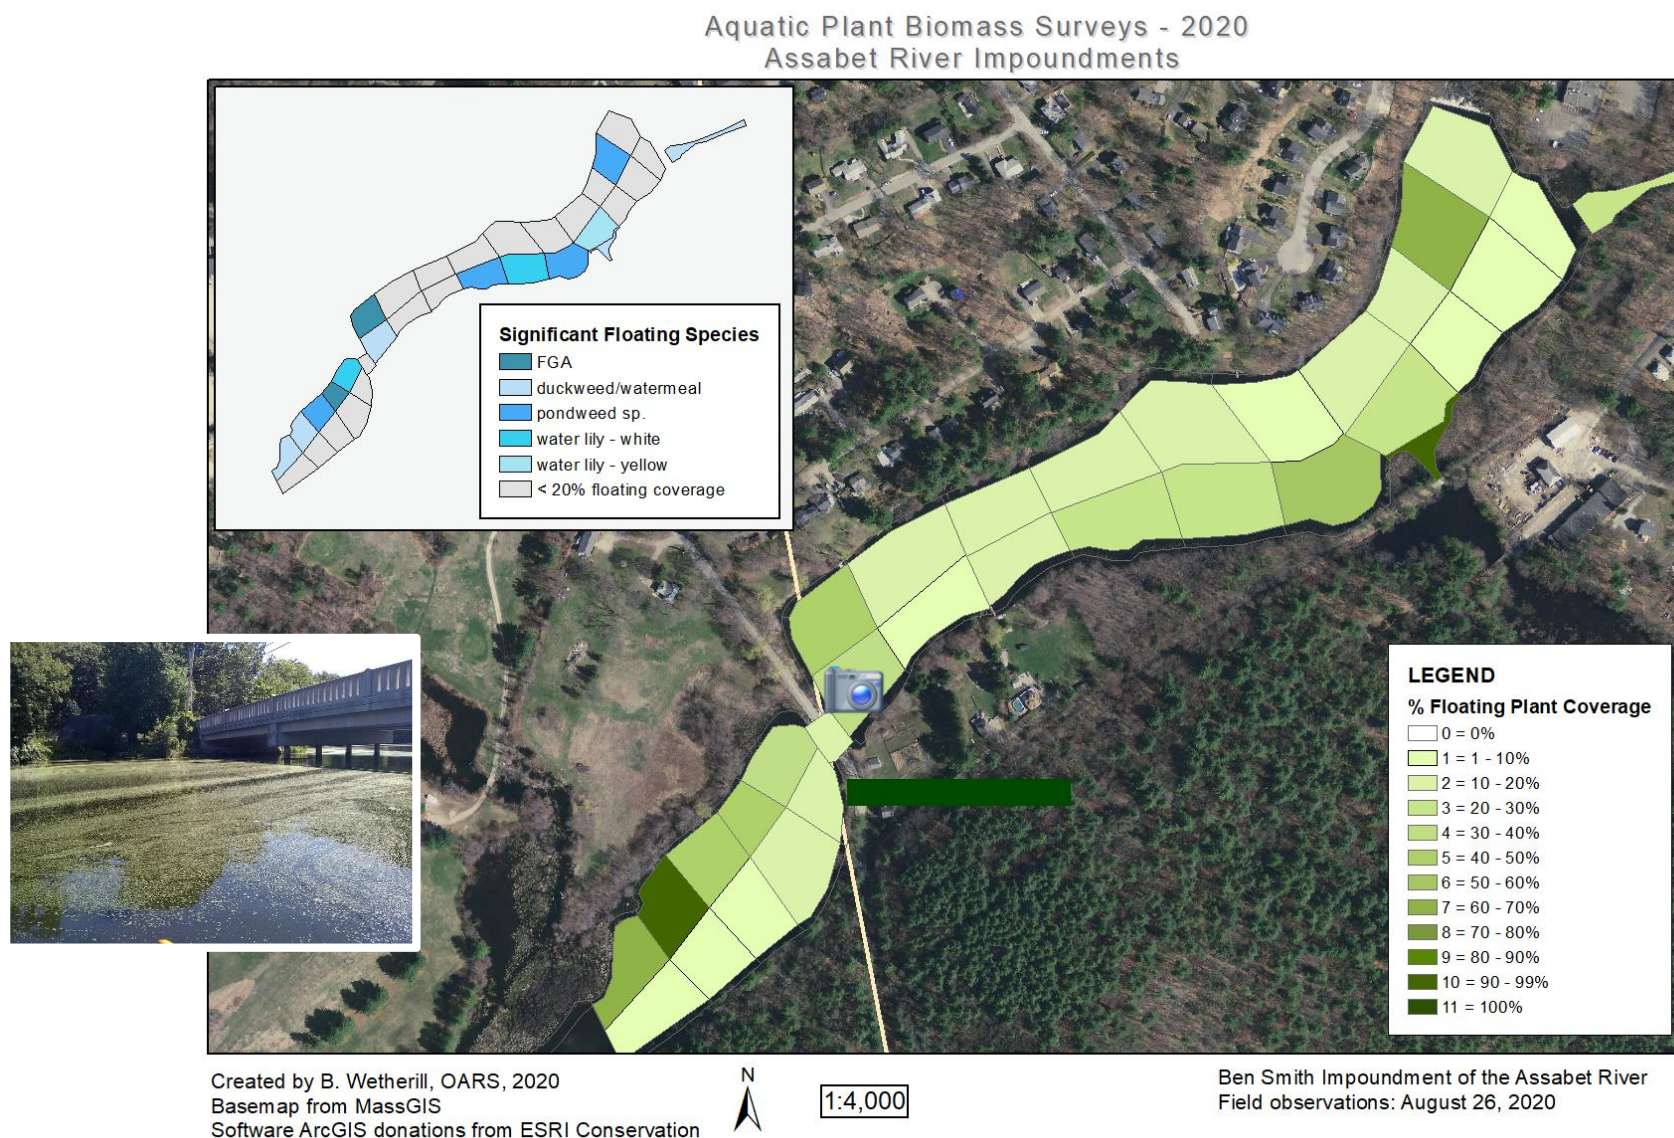 Aquatic Plant Biomass Surveys - 2020
Assabet River Impoundments
Significant Floating Species
FGA
duckweed/watermeal
pondweed sp.
water lily - white
water lily - yellow
< 20% floating coverage
LEGEND
% Floating Plant Coverage
0 = 0%
1 = 1 - 10%
2 = 10 - 20%
3 = 20 - 30%
4 = 30 - 40%
5 = 40 - 50%
6 = 50 - 60%
7 = 60 - 70%
8 = 70 - 80%
9 = 80 - 90%
10 = 90 - 99%
11 = 100%
Created by B. Wetherill, OARS, 2020
Basemap from MassGIS
Software ArcGIS donations from ESRI Conservation
N
1:4,000
Ben Smith Impoundment of the Assabet River
Field observations: August 26, 2020